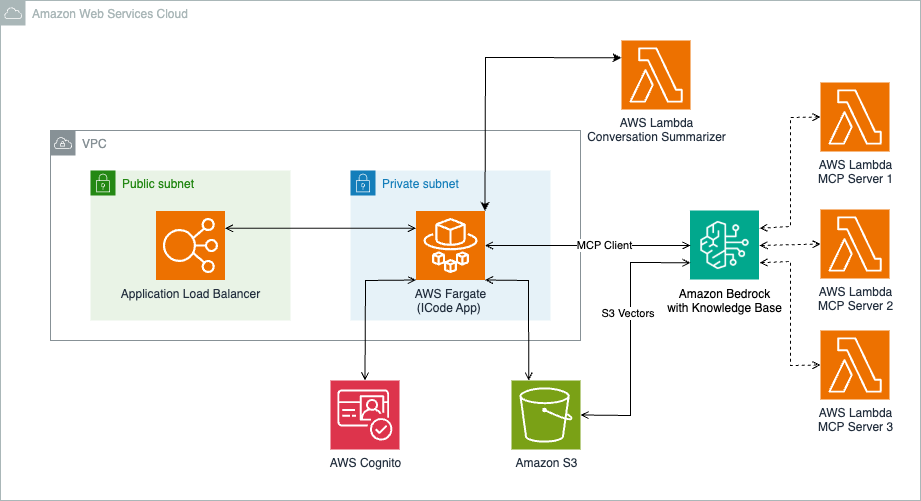 Amazon Web Services Cloud
AWS Lambda
Conversation Summarizer
VPC
AWS Lambda
MCP Server 1
Public subnet
Private subnet
MCP Client
Application Load Balancer
AWS Fargate
(ICode App)
Amazon Bedrock
with Knowledge Base
AWS Lambda
MCP Server 2
S3 Vectors
AWS Lambda
MCP Server 3
AWS Cognito
Amazon S3